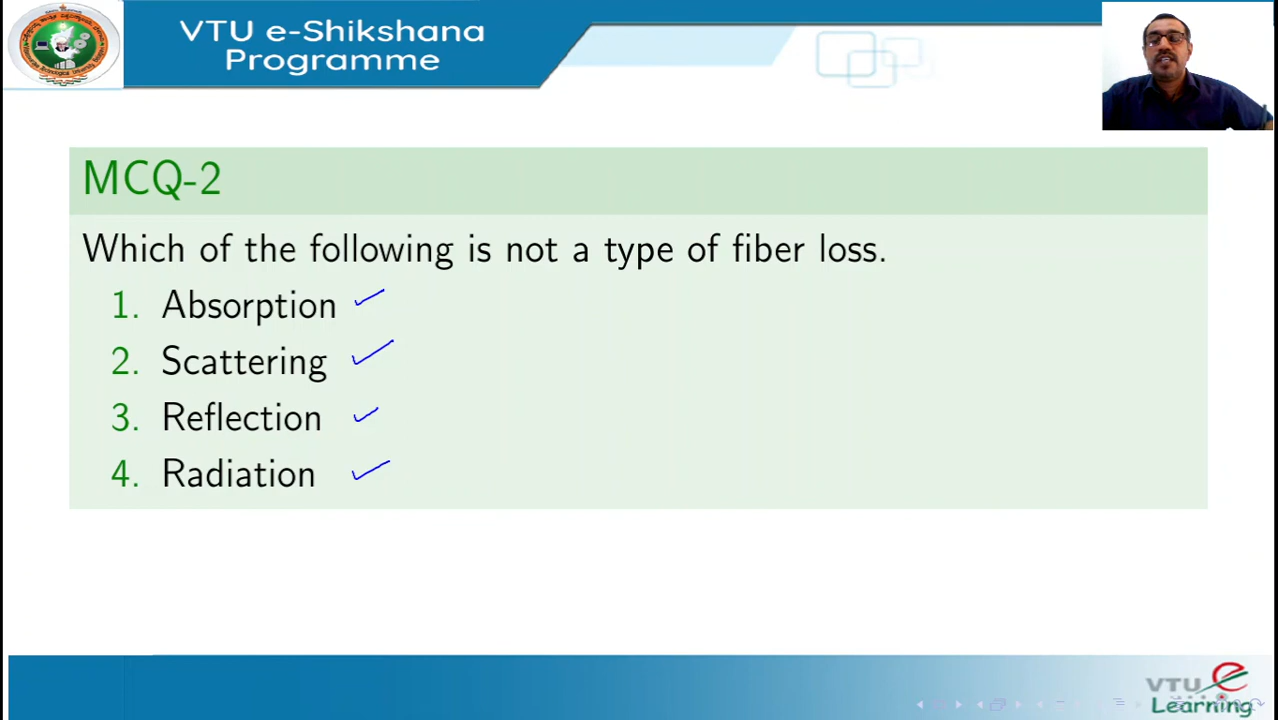 VTU e-Shikshana
Programme
MCQ-2
Which of the following is not a type of fiber loss.
1. Absorption
2. Scattering
3. Reflection
4. Radiation
VTU e
Learning